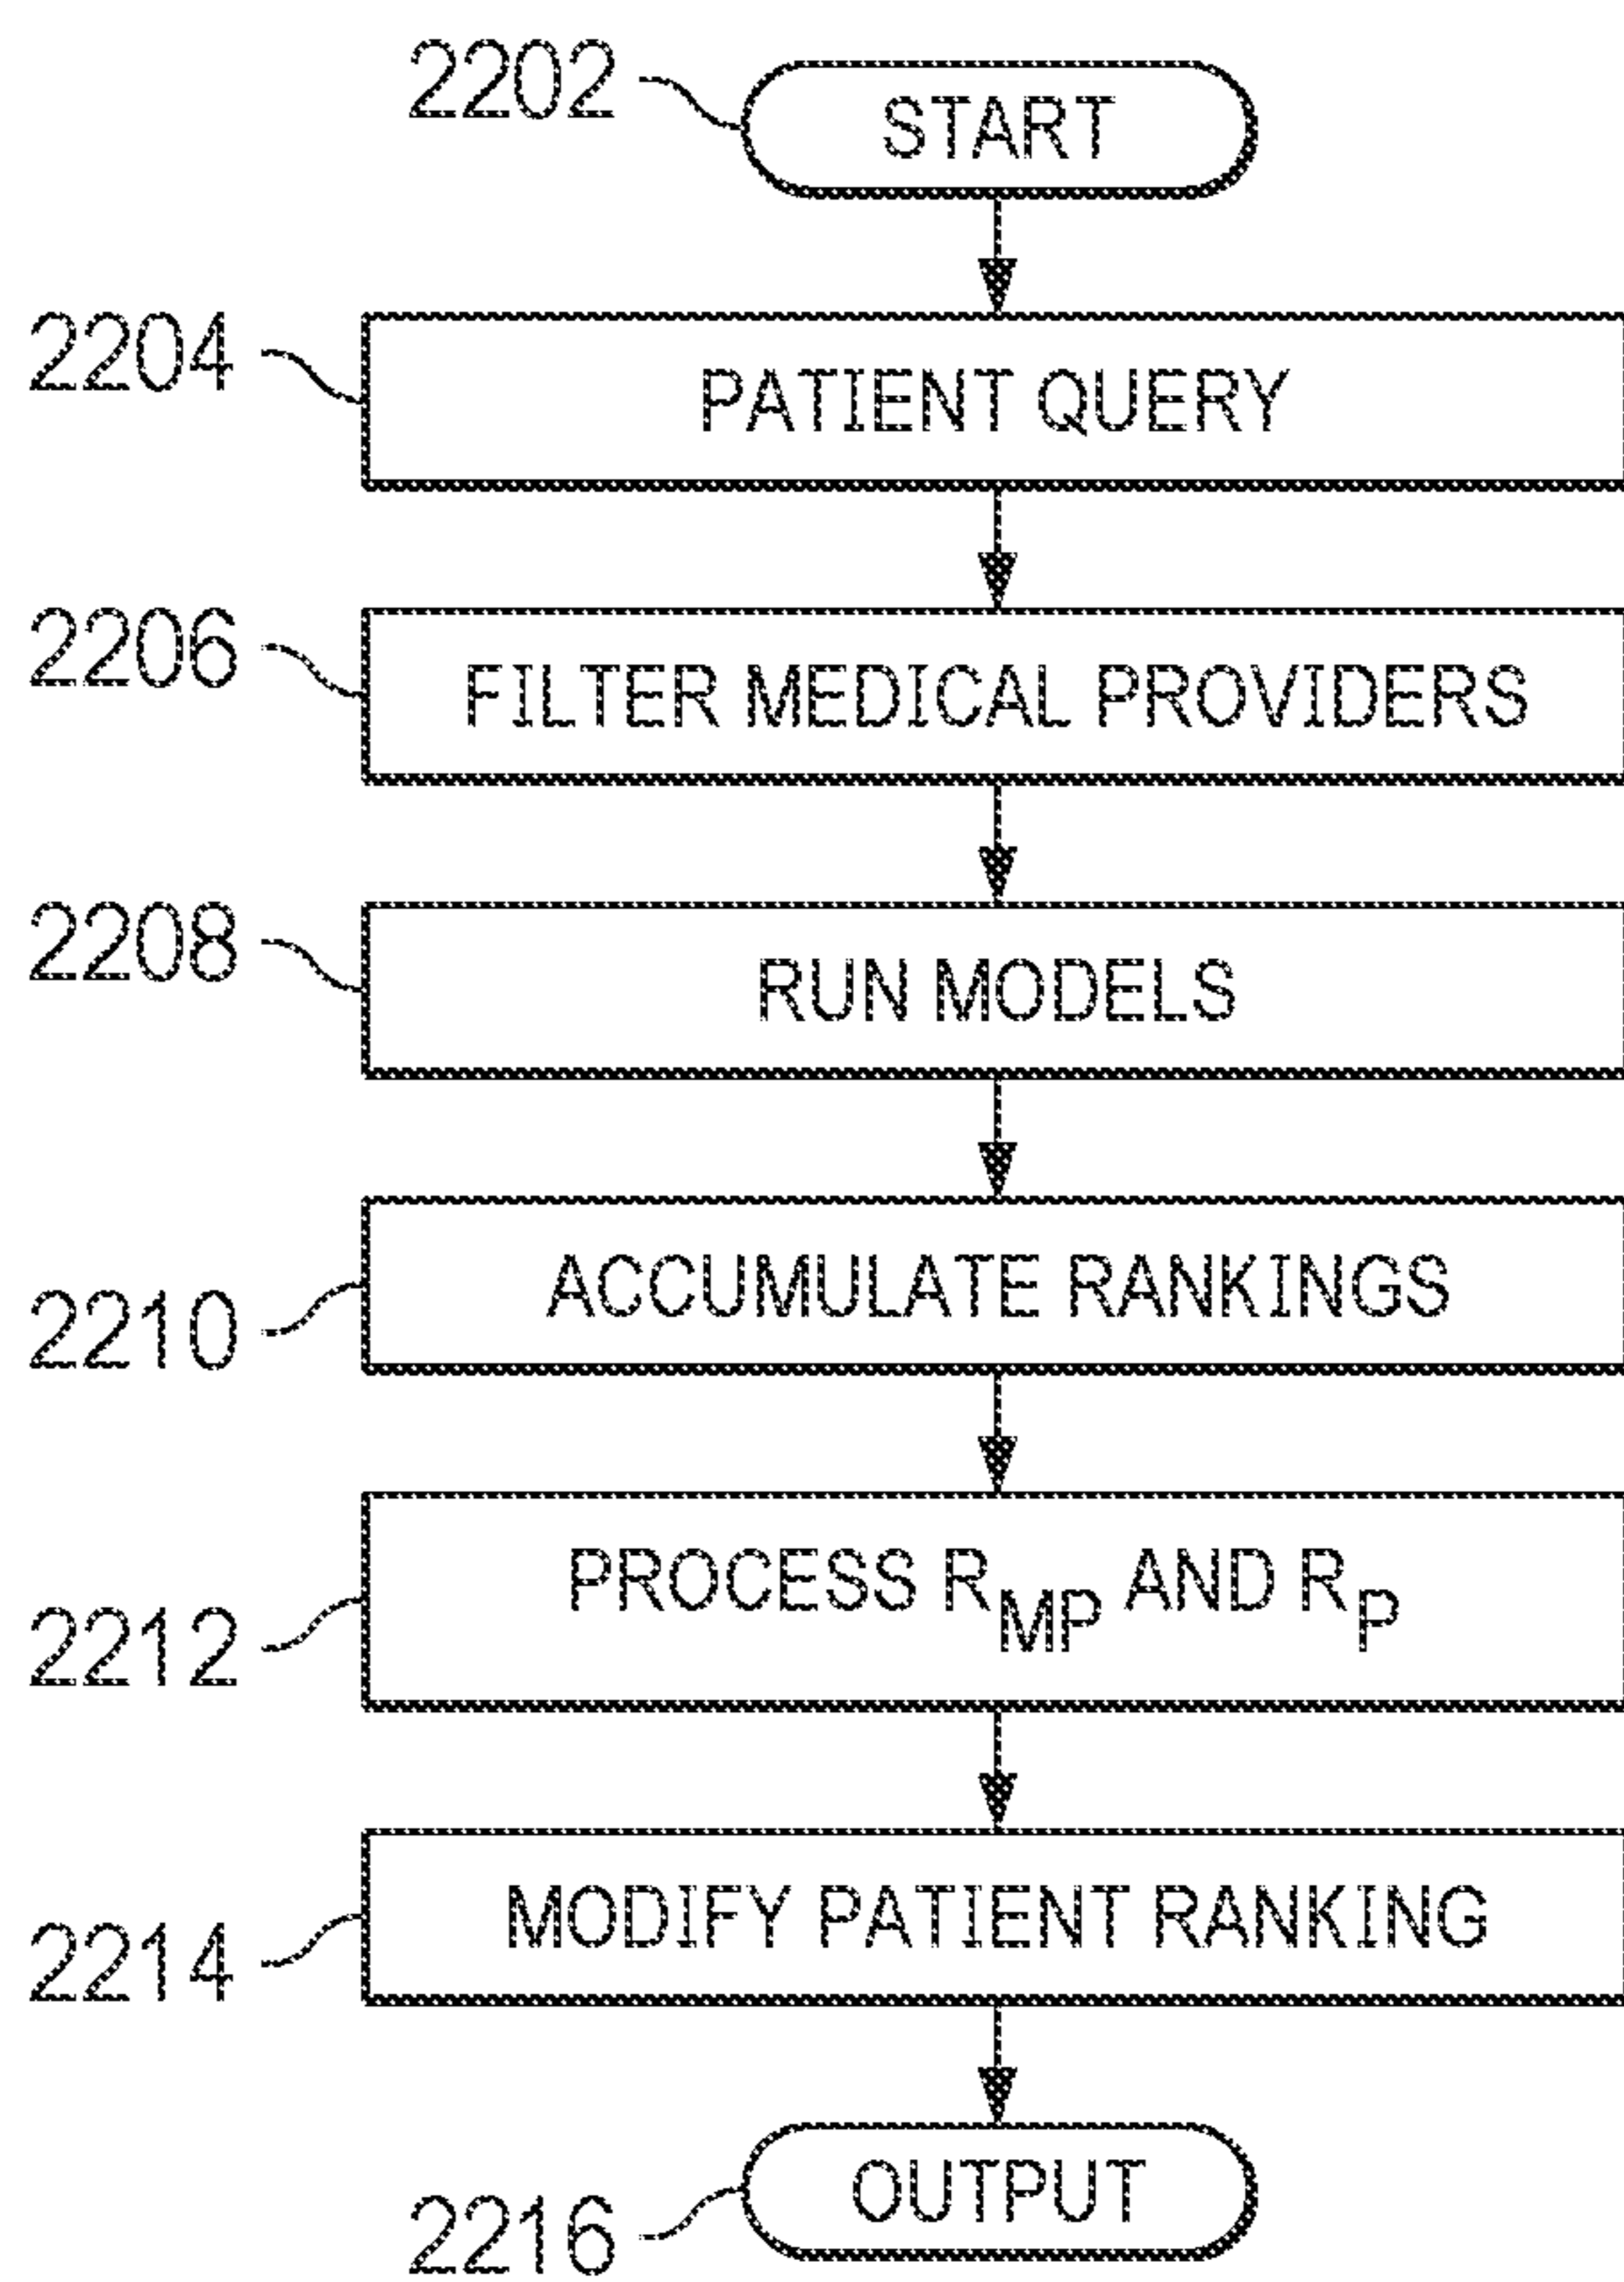 2202 START
2204 PATIENT QUERY
2206 FILTER MEDICAL PROVIDERS
2208 RUN MODELS
2210 ACCUMULATE RANKINGS
2212 PROCESS R_MP AND R_P
2214 MODIFY PATIENT RANKING
2216 OUTPUT